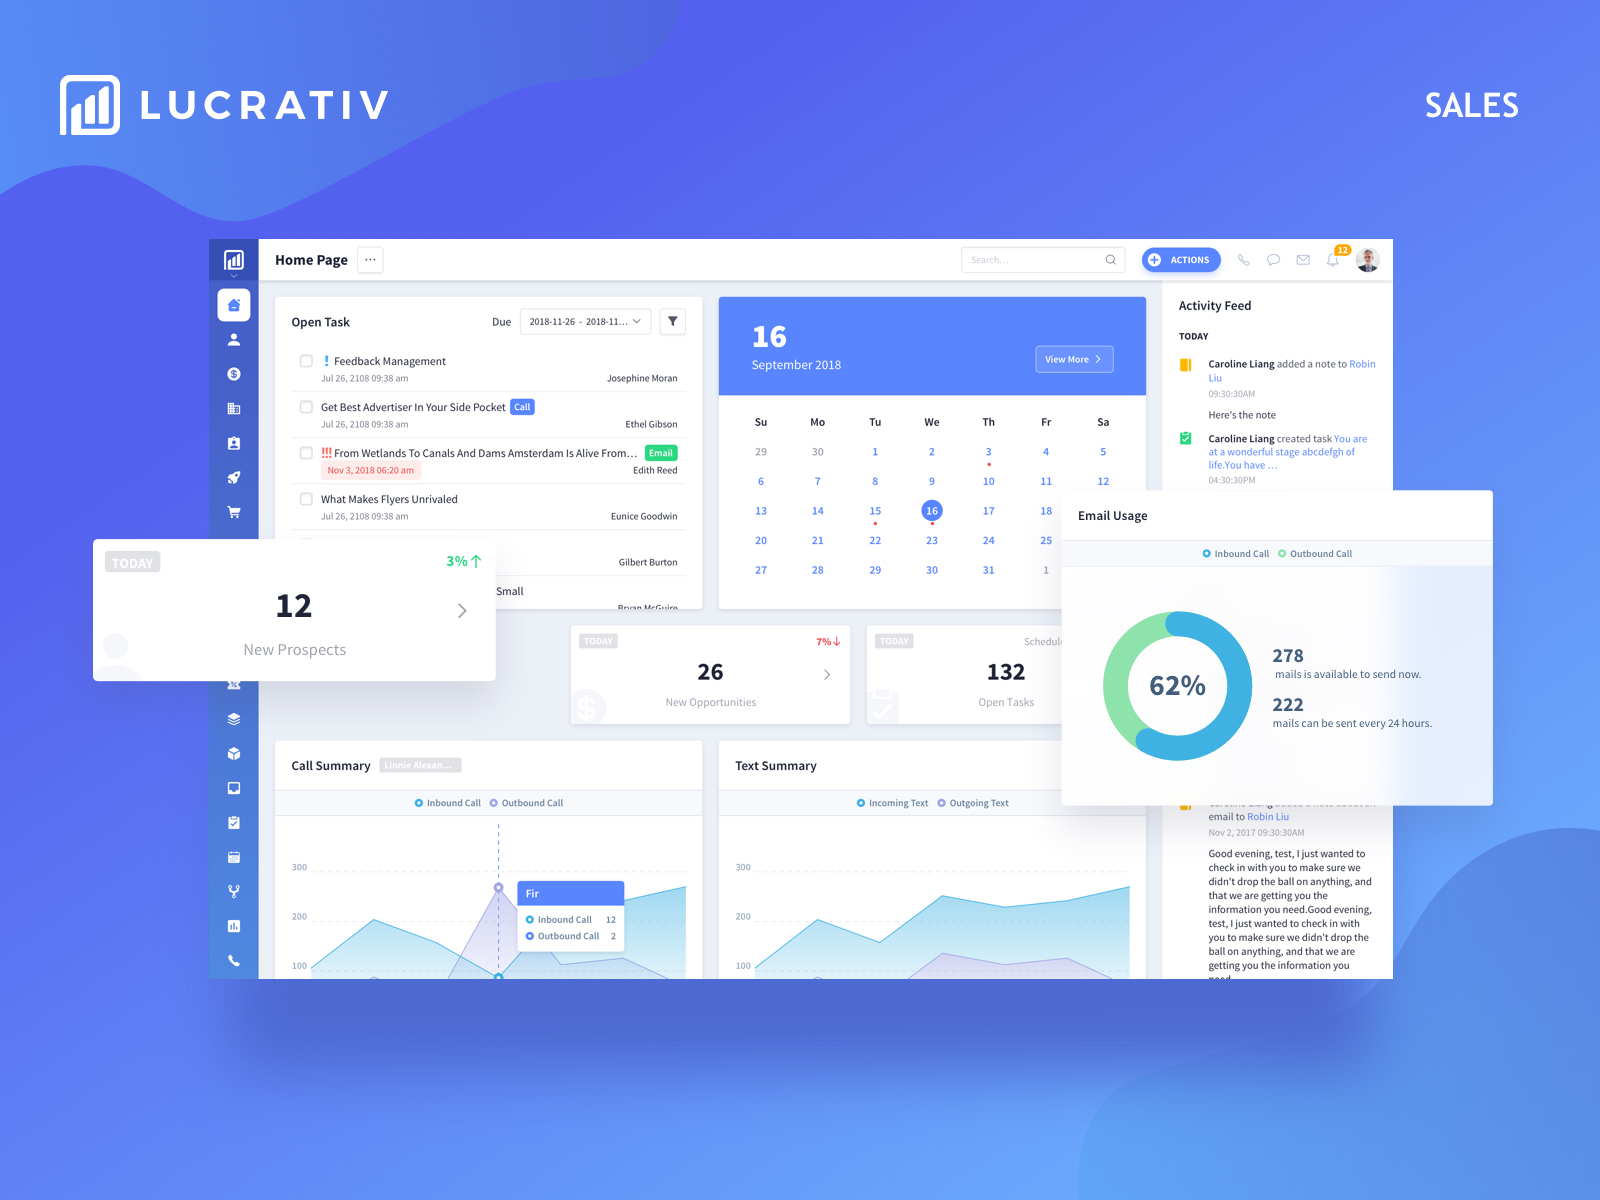 LUCRATIV
SALES
Home Page
Search...
ACTIONS
12
Open Task
Due
2018-11-26 - 2018-11...
! Feedback Management
Jul 26, 2108 09:38 am
Josephine Moran
Get Best Advertiser In Your Side Pocket Call
Jul 26, 2108 09:38 am
Ethel Gibson
!!! From Wetlands To Canals And Dams Amsterdam Is Alive From... Email
Nov 3, 2018 06:20 am
Edith Reed
What Makes Flyers Unrivaled
Jul 26, 2108 09:38 am
Eunice Goodwin
Gilbert Burton
Small
Bryan McGuire
16
September 2018
View More
Su Mo Tu We Th Fr Sa
29 30 1 2 3 4 5
6 7 8 9 10 11 12
13 14 15 16 17 18
20 21 22 23 24 25
27 28 29 30 31 1
Activity Feed
TODAY
Caroline Liang added a note to Robin
Liu
09:30:30AM
Here's the note
Caroline Liang created task You are
at a wonderful stage abcdefgh of
life.You have ...
04:30:30PM
TODAY
3%
12
New Prospects
TODAY
7%
26
New Opportunities
TODAY
132
Open Tasks
Email Usage
Inbound Call Outbound Call
62%
278
mails is available to send now.
222
mails can be sent every 24 hours.
Call Summary
Linnie Alexan...
Inbound Call Outbound Call
300
200
100
Fir
Inbound Call 12
Outbound Call 2
Text Summary
Incoming Text Outgoing Text
300
200
100
Caroline Liang added a note about an
email to Robin Liu
Nov 2, 2017 09:30:30AM
Good evening, test, I just wanted to
check in with you to make sure we
didn't drop the ball on anything, and
that we are getting you the
information you need.Good evening,
test, I just wanted to check in with
you to make sure we didn't drop the
ball on anything, and that we are
getting you the information you
need